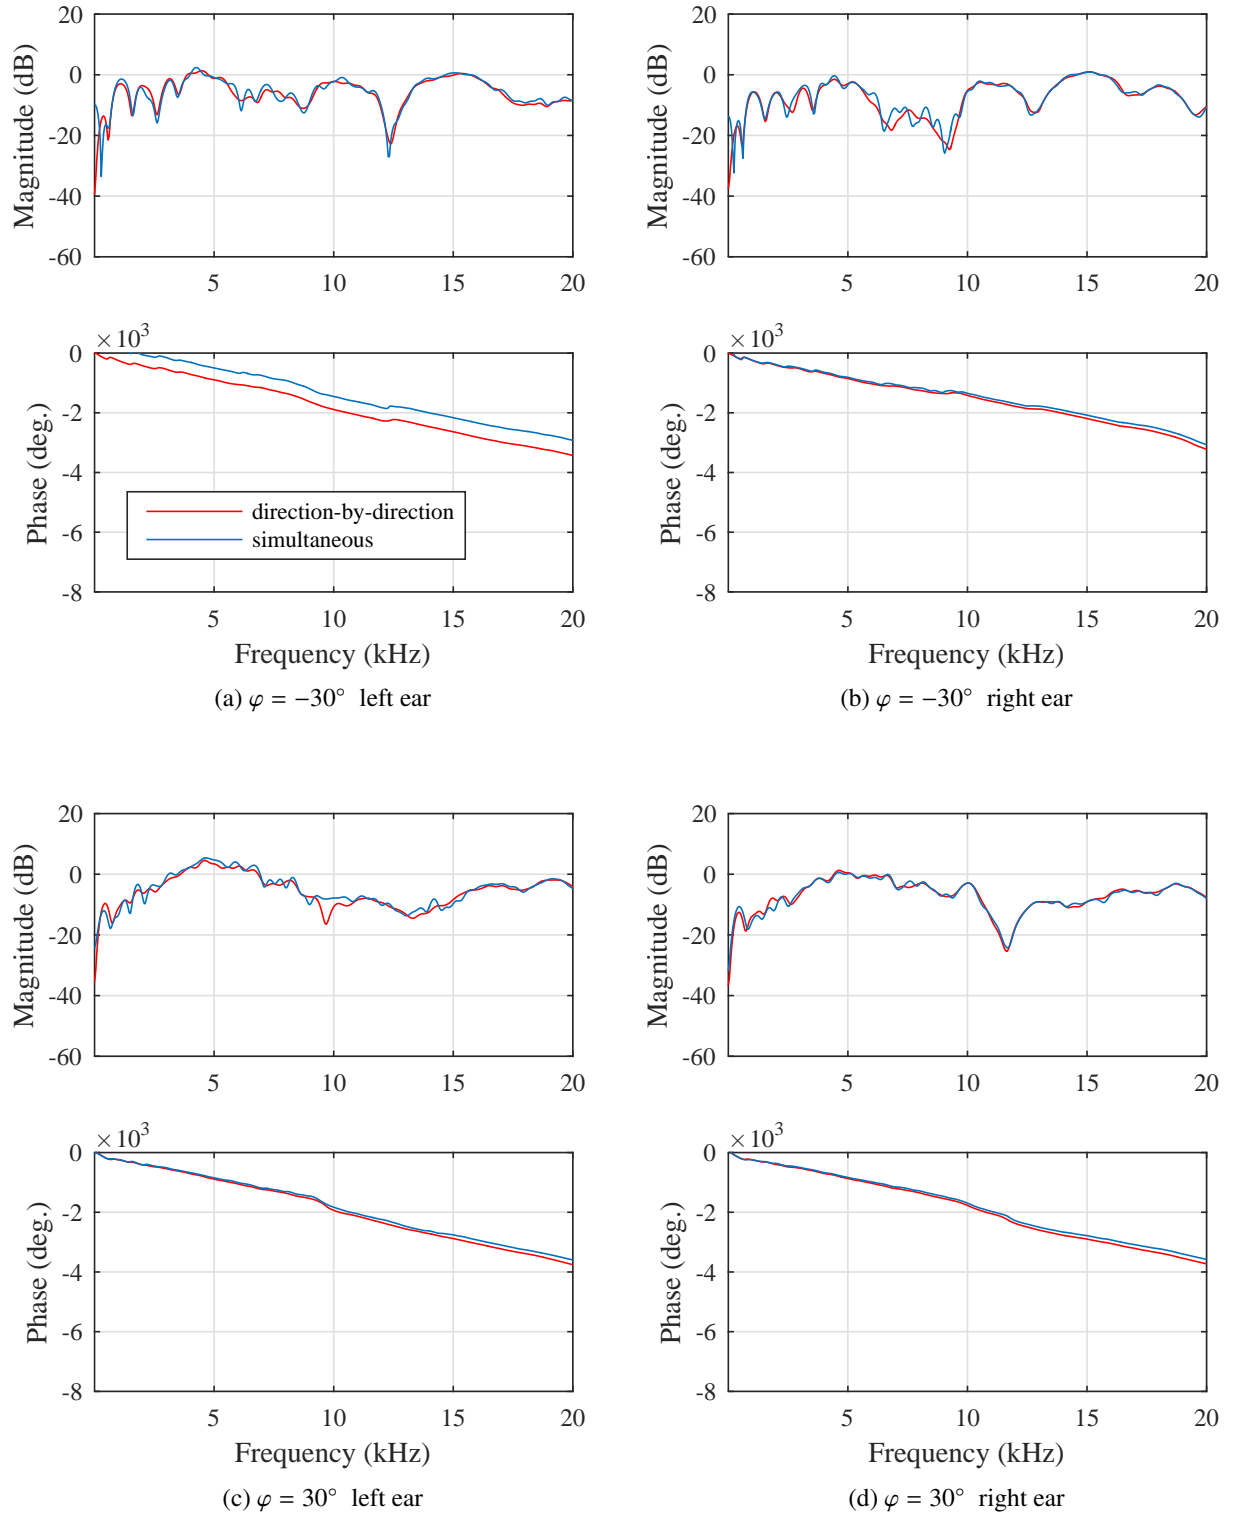 20
0
-20
-40
-60
Magnitude (dB)
5 10 15 20
×10³
0
-2
-4
-6
-8
Phase (deg.)
direction-by-direction
simultaneous
5 10 15 20
Frequency (kHz)
(a) φ = −30° left ear
20
0
-20
-40
-60
Magnitude (dB)
5 10 15 20
×10³
0
-2
-4
-6
-8
Phase (deg.)
5 10 15 20
Frequency (kHz)
(b) φ = −30° right ear
20
0
-20
-40
-60
Magnitude (dB)
5 10 15 20
×10³
0
-2
-4
-6
-8
Phase (deg.)
5 10 15 20
Frequency (kHz)
(c) φ = 30° left ear
20
0
-20
-40
-60
Magnitude (dB)
5 10 15 20
×10³
0
-2
-4
-6
-8
Phase (deg.)
5 10 15 20
Frequency (kHz)
(d) φ = 30° right ear